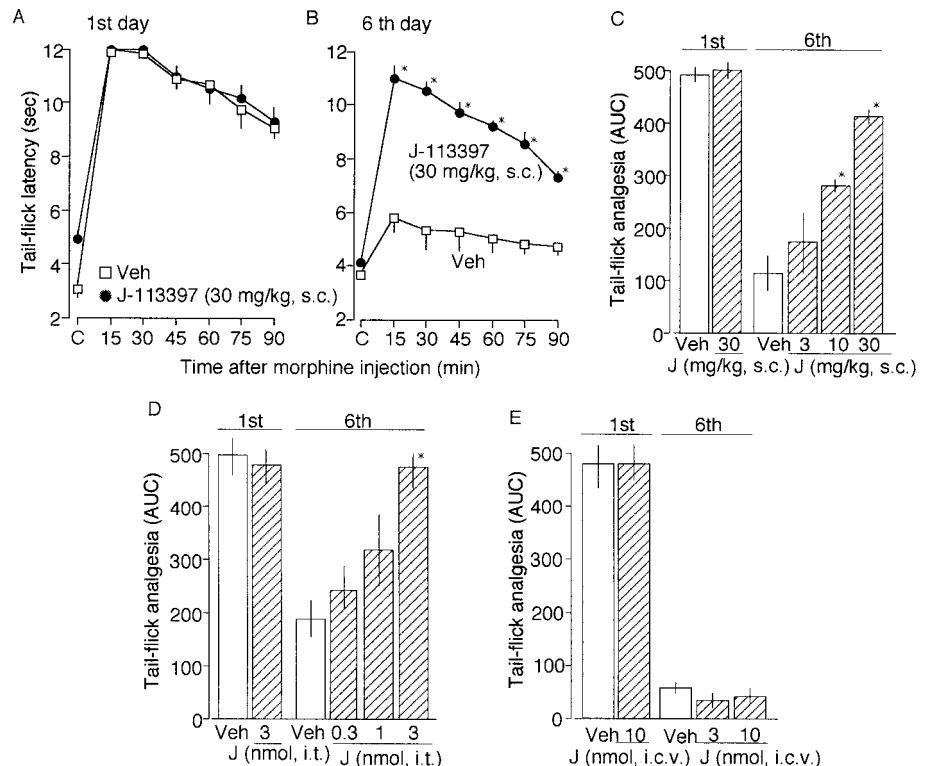 A
1st day
Tail-flick latency (sec)
12
10
8
6
4
2
Veh
J-113397 (30 mg/kg, s.c.)
C 15 30 45 60 75 90
B
6 th day
12
10
8
6
4
2
* * * * * *
J-113397
(30 mg/kg, s.c.)
Veh
C 15 30 45 60 75 90
Time after morphine injection (min)
C
1st 6th
Tail-flick analgesia (AUC)
500
400
300
200
100
0
* *
Veh 30 Veh 3 10 30
J (mg/kg, s.c.) J (mg/kg, s.c.)
D
1st 6th
Tail-flick analgesia (AUC)
500
400
300
200
100
0
*
Veh 3 Veh 0.3 1 3
J (nmol, i.t.) J (nmol, i.t.)
E
1st 6th
Tail-flick analgesia (AUC)
500
400
300
200
100
0
Veh 10 Veh 3 10
J (nmol, i.c.v.) J (nmol, i.c.v.)